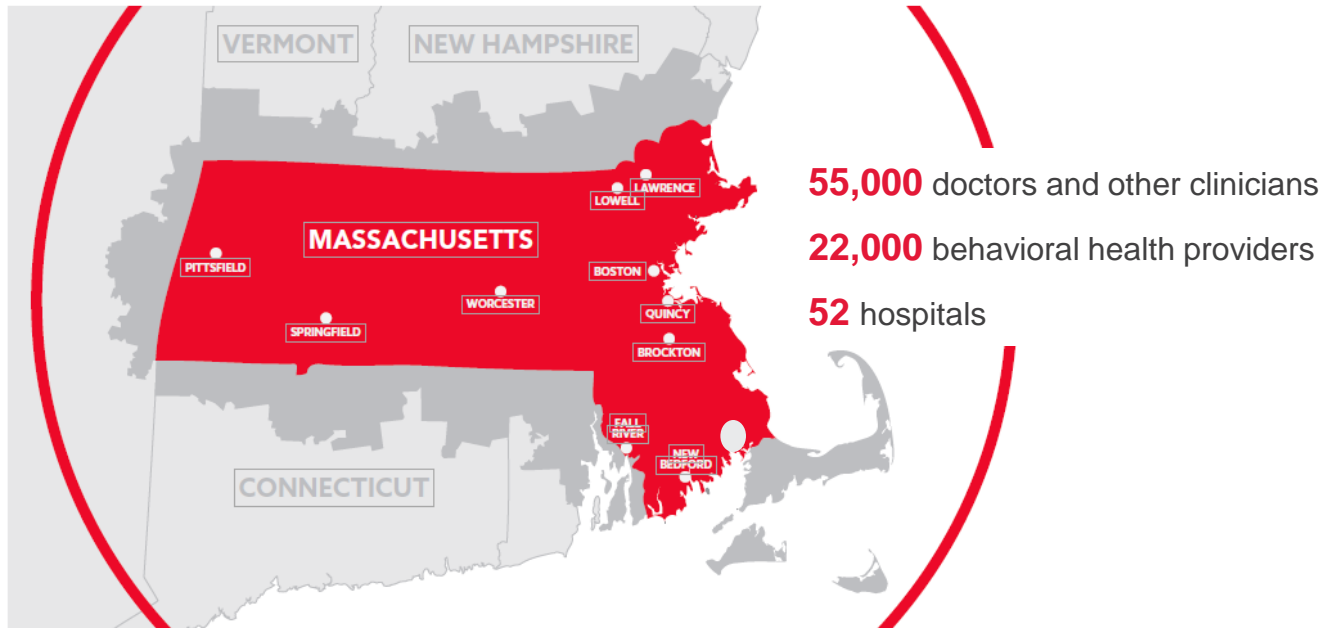 VERMONT
NEW HAMPSHIRE
LAWRENCE
LOWELL
MASSACHUSETTS
PITTSFIELD
BOSTON
WORCESTER
QUINCY
SPRINGFIELD
BROCKTON
FALL
RIVER
NEW
BEDFORD
CONNECTICUT
55,000 doctors and other clinicians
22,000 behavioral health providers
52 hospitals